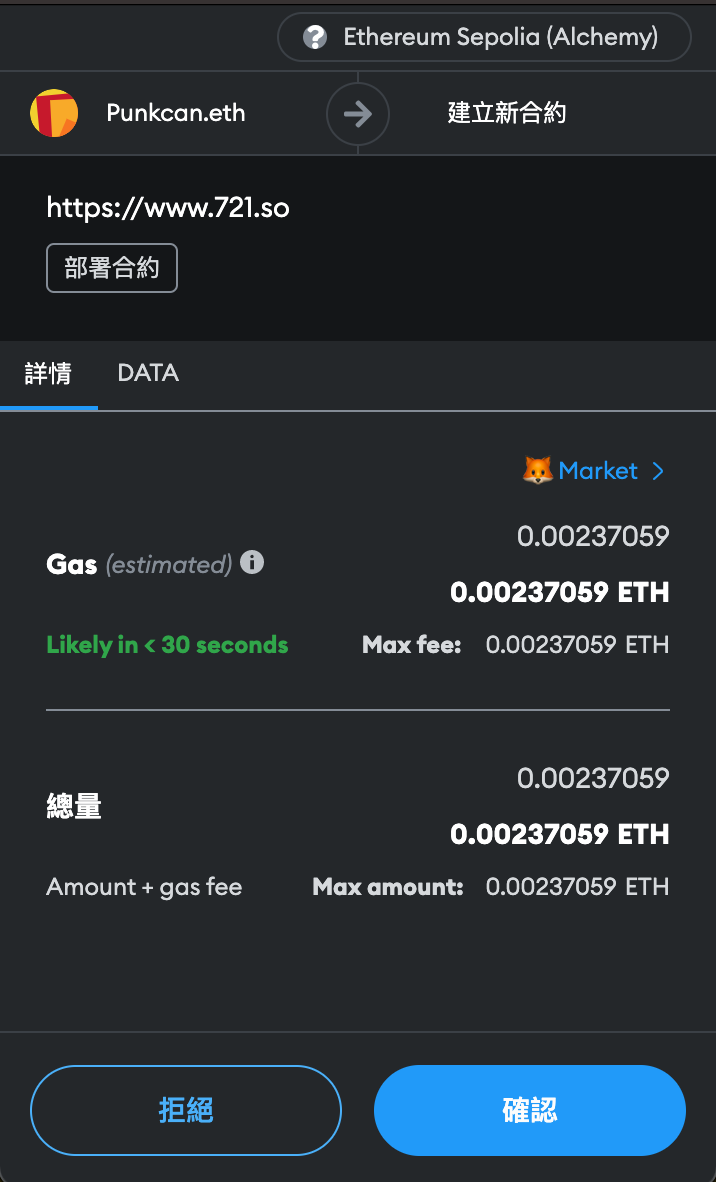 Ethereum Sepolia (Alchemy)
Punkcan.eth
建立新合約
https://www.721.so
部署合約
詳情 DATA
Market
0.00237059
Gas (estimated)
0.00237059 ETH
Likely in < 30 seconds Max fee: 0.00237059 ETH
0.00237059
總量
0.00237059 ETH
Amount + gas fee Max amount: 0.00237059 ETH
拒絕 確認